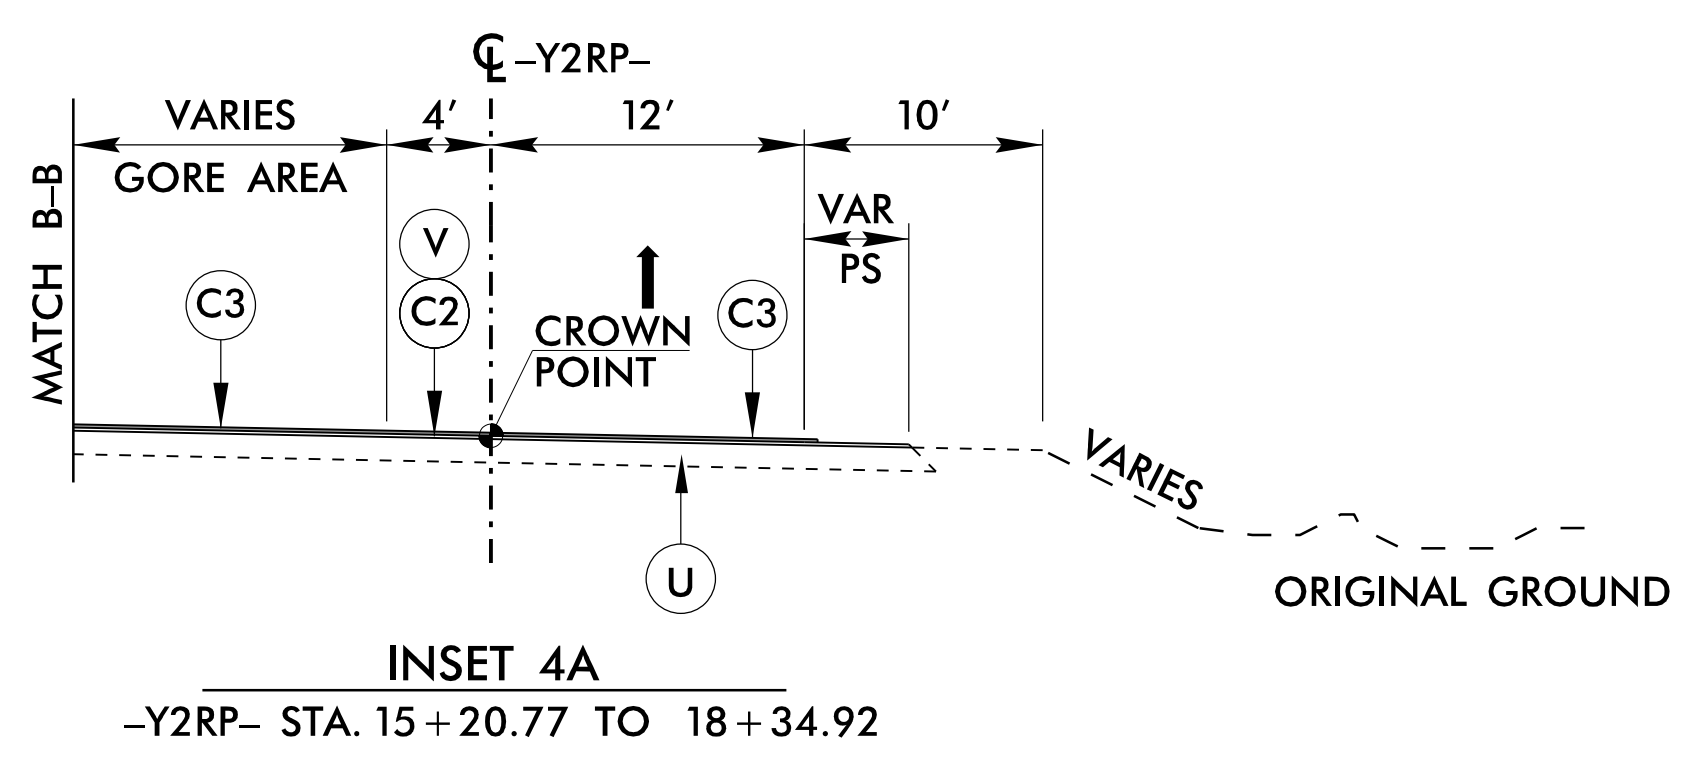 ℄ –Y2RP–
VARIES 4' 12' 10'
GORE AREA
MATCH B–B
VAR
PS
V
C3
C2
C3
CROWN
POINT
VARIES
U
ORIGINAL GROUND
INSET 4A
–Y2RP– STA. 15+20.77 TO 18+34.92